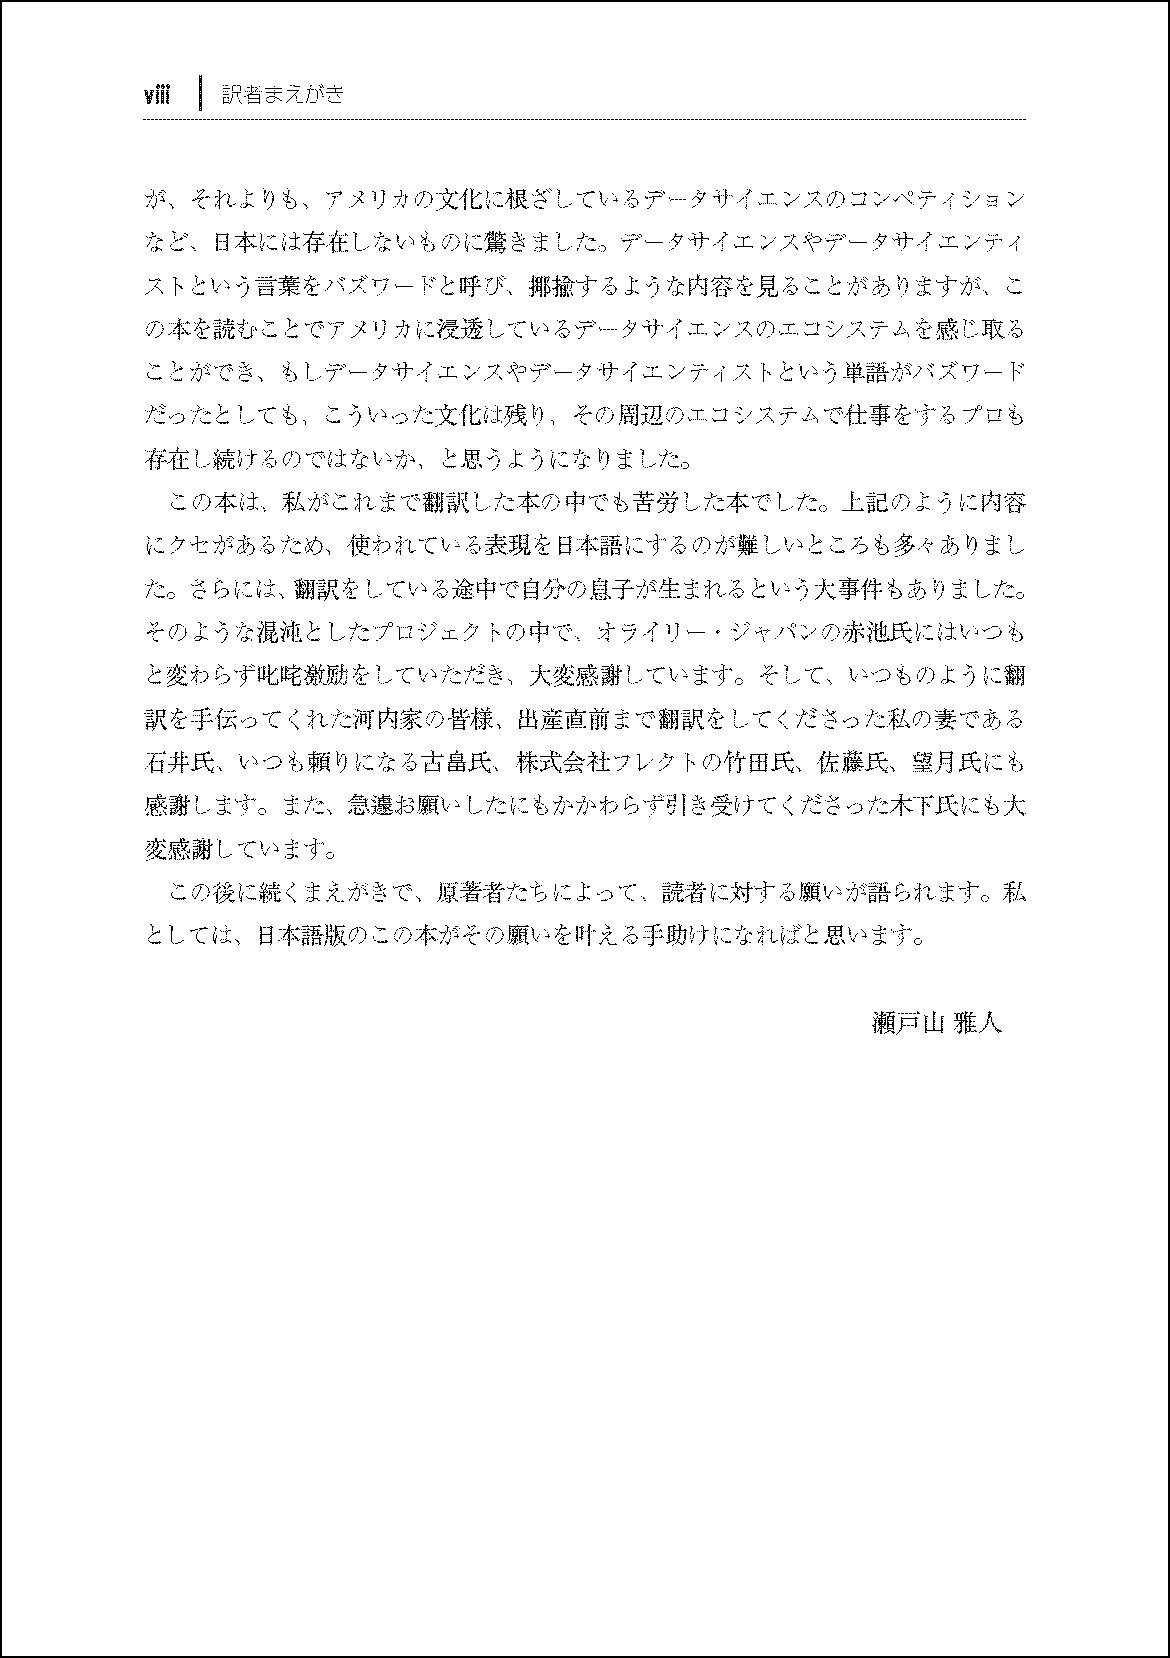 viii 訳者まえがき
が、それよりも、アメリカの文化に根ざしているデータサイエンスのコンペティション
など、日本には存在しないものに驚きました。データサイエンスやデータサイエンティ
ストという言葉をバズワードと呼び、揶揄するような内容を見ることがありますが、こ
の本を読むことでアメリカに浸透しているデータサイエンスのエコシステムを感じ取る
ことができ、もしデータサイエンスやデータサイエンティストという単語がバズワード
だったとしても、こういった文化は残り、その周辺のエコシステムで仕事をするプロも
存在し続けるのではないか、と思うようになりました。
この本は、私がこれまで翻訳した本の中でも苦労した本でした。上記のように内容
にクセがあるため、使われている表現を日本語にするのが難しいところも多々ありまし
た。さらには、翻訳をしている途中で自分の息子が生まれるという大事件もありました。
そのような混沌としたプロジェクトの中で、オライリー・ジャパンの赤池氏にはいつも
と変わらず叱咤激励をしていただき、大変感謝しています。そして、いつものように翻
訳を手伝ってくれた河内家の皆様、出産直前まで翻訳をしてくださった私の妻である
石井氏、いつも頼りになる古畠氏、株式会社フレクトの竹田氏、佐藤氏、望月氏にも
感謝します。また、急遽お願いしたにもかかわらず引き受けてくださった木下氏にも大
変感謝しています。
この後に続くまえがきで、原著者たちによって、読者に対する願いが語られます。私
としては、日本語版のこの本がその願いを叶える手助けになればと思います。
瀬戸山 雅人